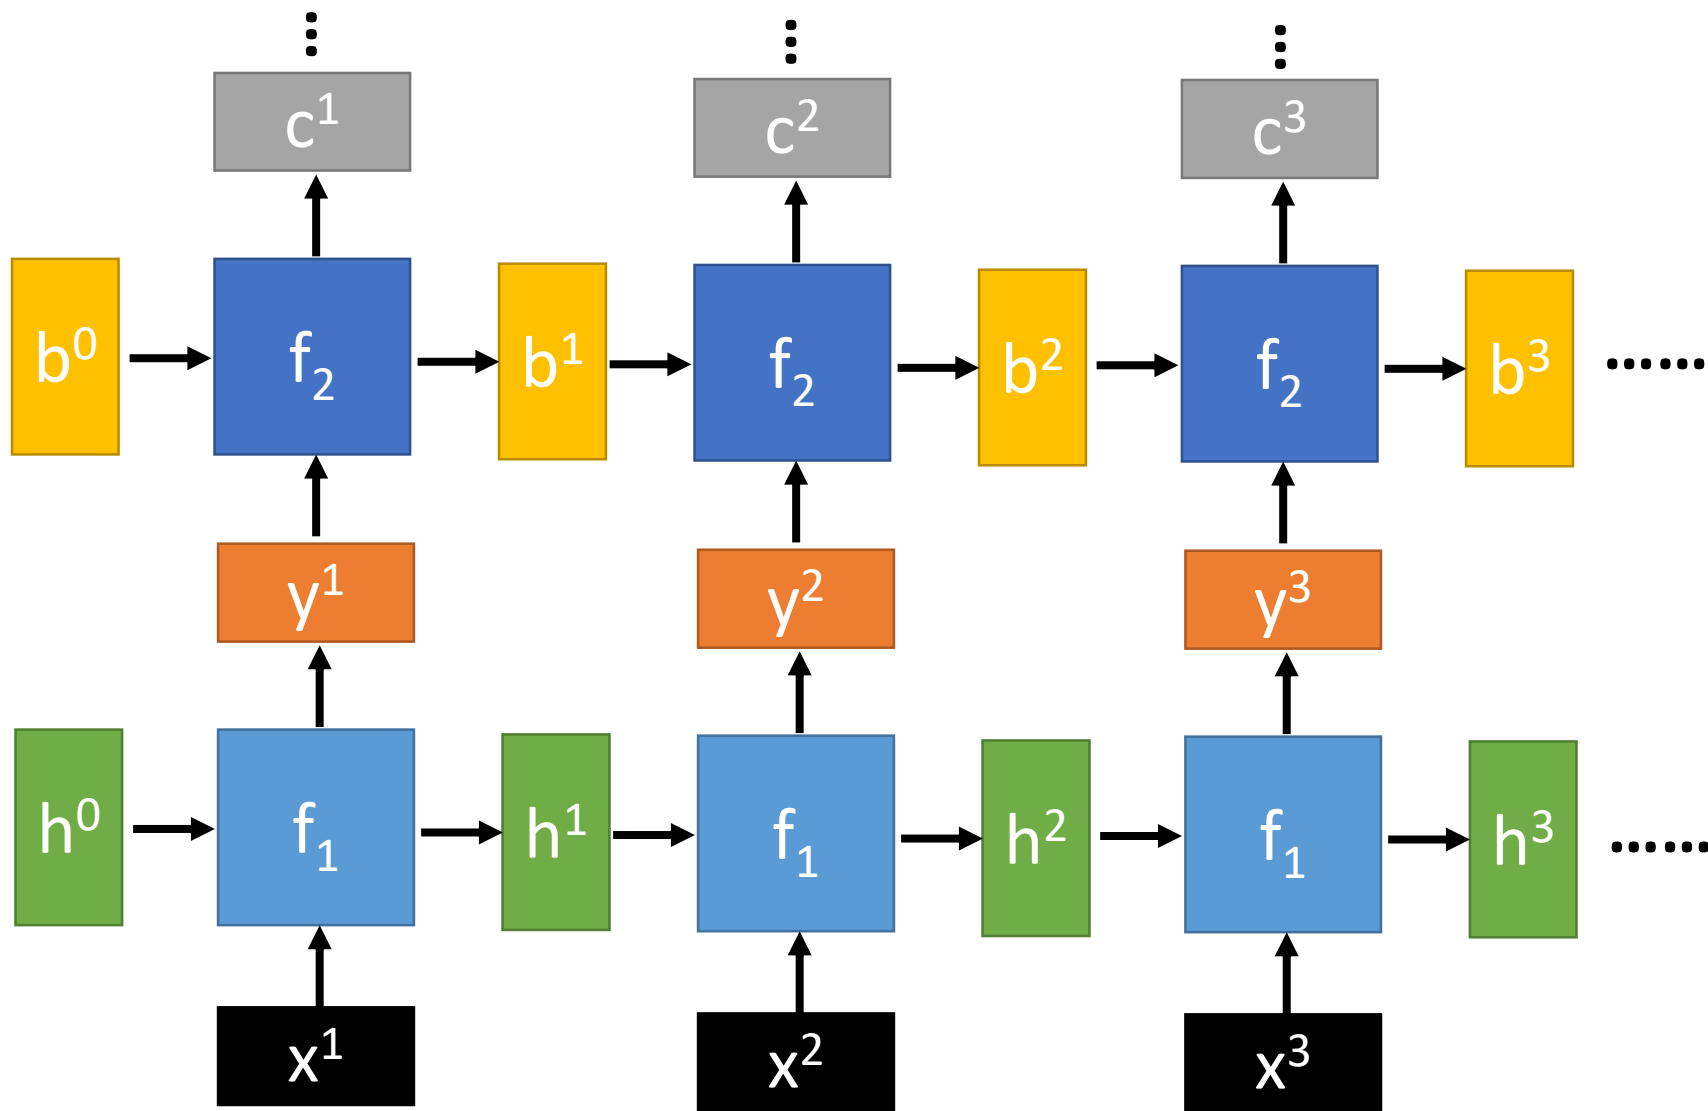 c¹ c² c³
b⁰ f₂ b¹ f₂ b² f₂ b³
y¹ y² y³
h⁰ f₁ h¹ f₁ h² f₁ h³
x¹ x² x³